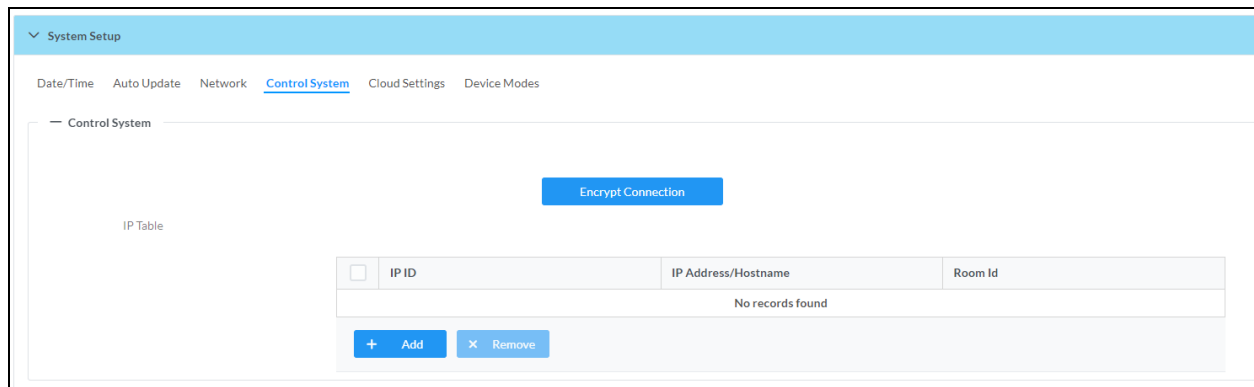 System Setup
Date/Time Auto Update Network Control System Cloud Settings Device Modes
Control System
Encrypt Connection
IP Table
IP ID IP Address/Hostname Room Id
No records found
+ Add × Remove